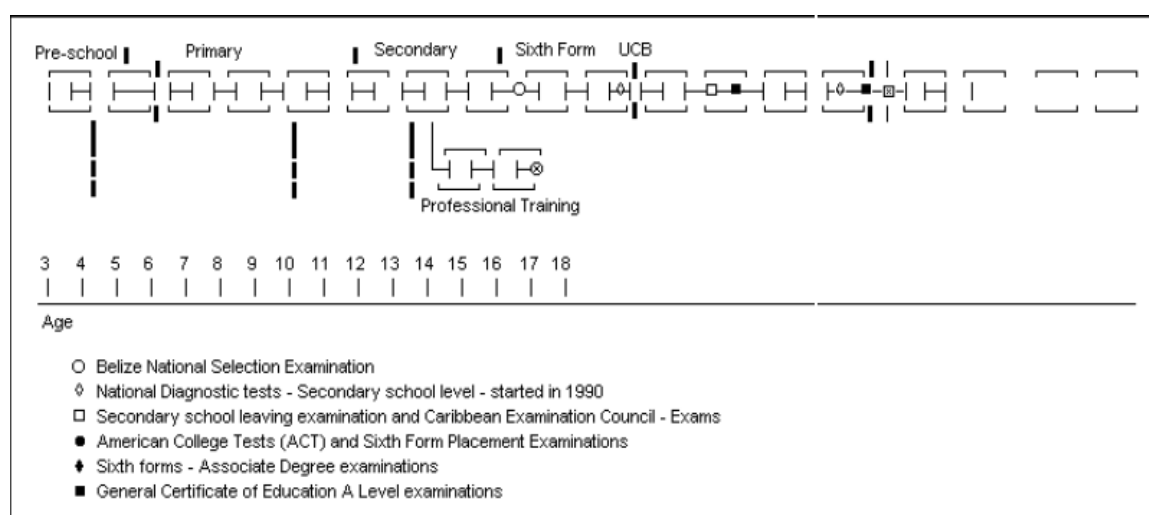 Pre-school Primary Secondary Sixth Form UCB
Professional Training
3 4 5 6 7 8 9 10 11 12 13 14 15 16 17 18
Age
Belize National Selection Examination
National Diagnostic tests - Secondary school level - started in 1990
Secondary school leaving examination and Caribbean Examination Council - Exams
American College Tests (ACT) and Sixth Form Placement Examinations
Sixth forms - Associate Degree examinations
General Certificate of Education A Level examinations